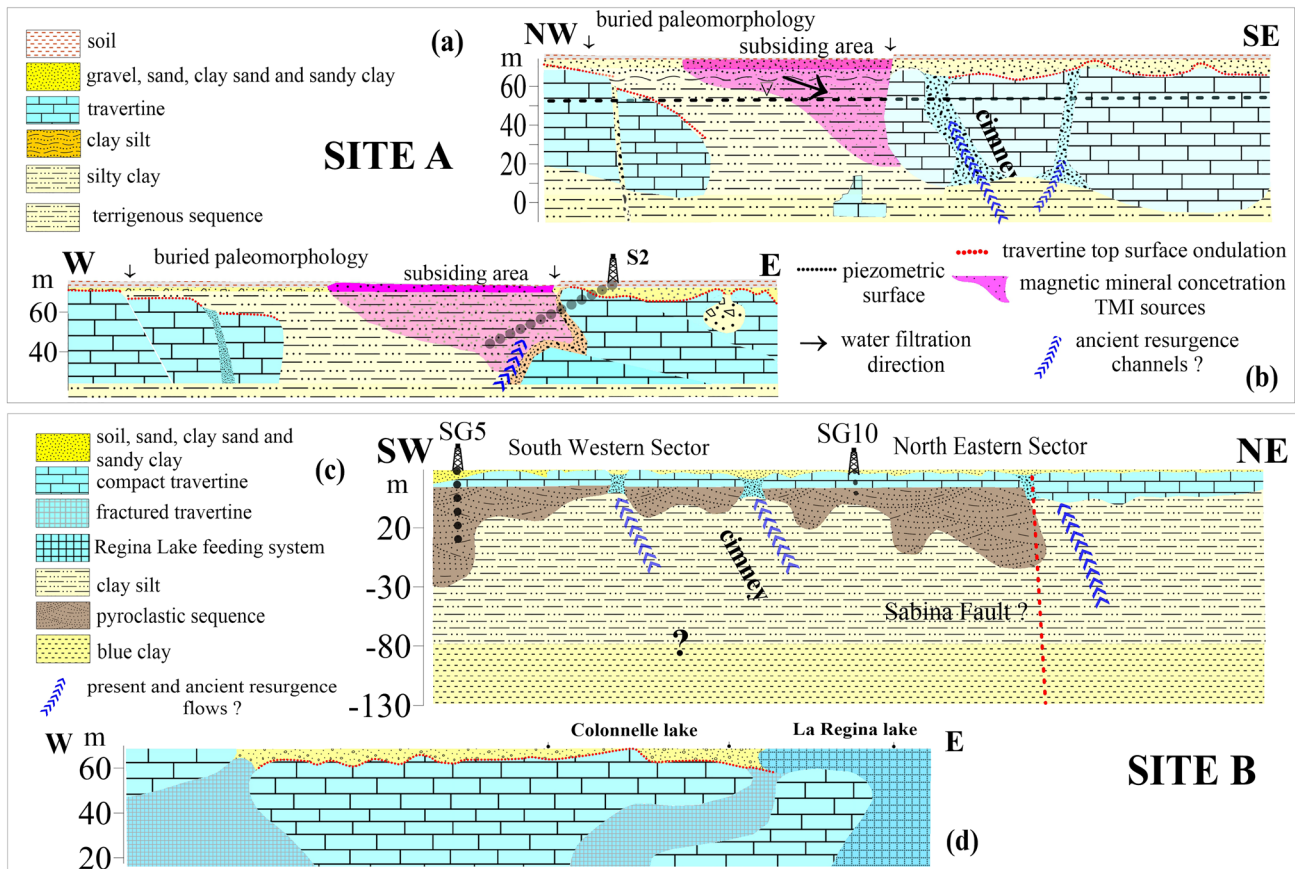 soil
gravel, sand, clay sand and sandy clay
travertine
clay silt
silty clay
terrigenous sequence
(a)
SITE A
buried paleomorphology
NW
subsiding area
SE
m
60
40
20
0
cimney
W
buried paleomorphology
subsiding area
S2
E
m
60
40
piezometric
surface
water filtration
direction
travertine top surface ondulation
magnetic mineral concetration
TMI sources
ancient resurgence
channels ?
(b)
soil, sand, clay sand and
sandy clay
compact travertine
fractured travertine
Regina Lake feeding system
clay silt
pyroclastic sequence
blue clay
present and ancient resurgence
flows ?
(c)
SW
SG5
South Western Sector
SG10
North Eastern Sector
NE
m
20
-30
-80
-130
cimney
Sabina Fault ?
?
W
m
Colonnelle lake
La Regina lake
E
60
40
20
(d)
SITE B